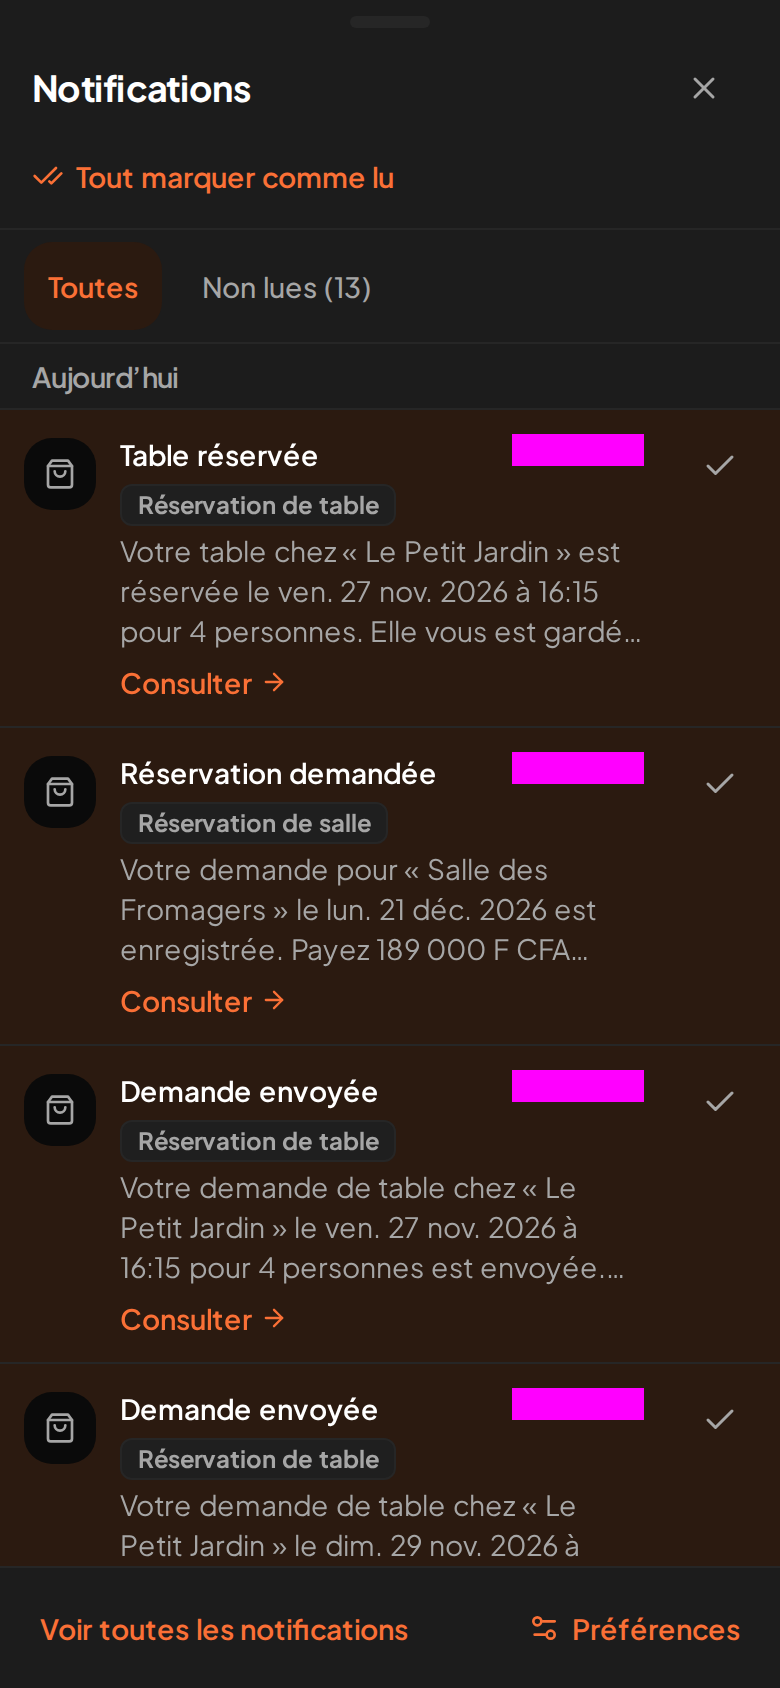 Notifications
Tout marquer comme lu
Toutes
Non lues (13)
Aujourd’hui
Table réservée
Réservation de table
Votre table chez « Le Petit Jardin » est
réservée le ven. 27 nov. 2026 à 16:15
pour 4 personnes. Elle vous est gardé…
Consulter
Réservation demandée
Réservation de salle
Votre demande pour « Salle des
Fromagers » le lun. 21 déc. 2026 est
enregistrée. Payez 189 000 F CFA…
Consulter
Demande envoyée
Réservation de table
Votre demande de table chez « Le
Petit Jardin » le ven. 27 nov. 2026 à
16:15 pour 4 personnes est envoyée.…
Consulter
Demande envoyée
Réservation de table
Votre demande de table chez « Le
Petit Jardin » le dim. 29 nov. 2026 à
Voir toutes les notifications
Préférences